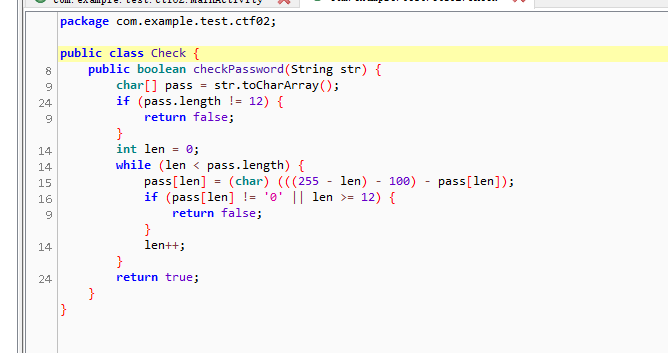 com.example.test.ctf02.MainActivity
package com.example.test.ctf02;
public class Check {
8 public boolean checkPassword(String str) {
9 char[] pass = str.toCharArray();
24 if (pass.length != 12) {
9 return false;
}
14 int len = 0;
14 while (len < pass.length) {
15 pass[len] = (char) (((255 - len) - 100) - pass[len]);
16 if (pass[len] != '0' || len >= 12) {
9 return false;
}
14 len++;
}
24 return true;
}
}